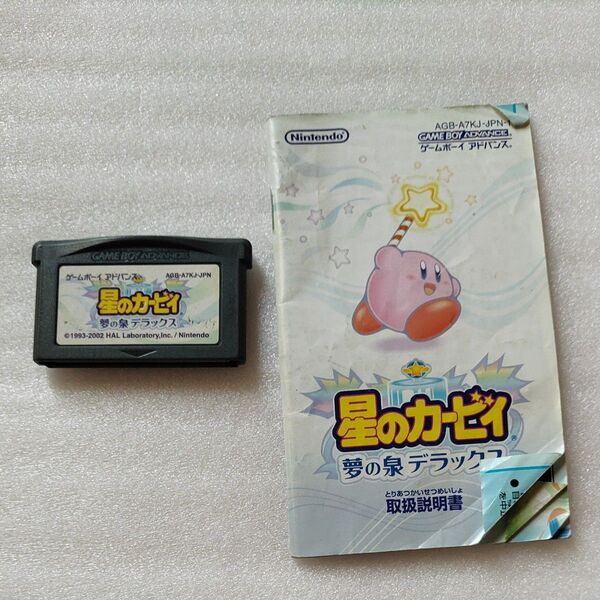 GAME BOY ADVANCE
ゲームボーイ アドバンス® AGB-A7KJ-JPN
星のカービィ
夢の泉 デラックス
©1993-2002 HAL Laboratory,Inc. / Nintendo
AGB-A7KJ-JPN-1
Nintendo®
GAME BOY ADVANCE
ゲームボーイ アドバンス®
星のカービィ®
夢の泉 デラックス
とりあつかいせつめいしょ
取扱説明書